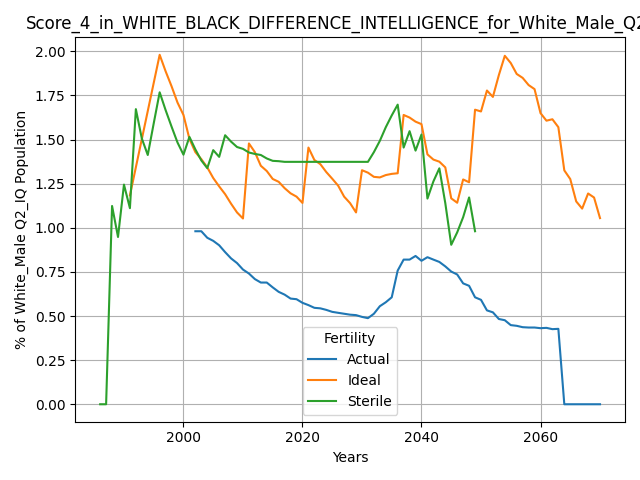 Score_4_in_WHITE_BLACK_DIFFERENCE_INTELLIGENCE_for_White_Male_Q2
2.00
1.75
1.50
1.25
1.00
0.75
0.50
0.25
0.00
% of White_Male Q2_IQ Population
Fertility
Actual
Ideal
Sterile
2000
2020
2040
2060
Years